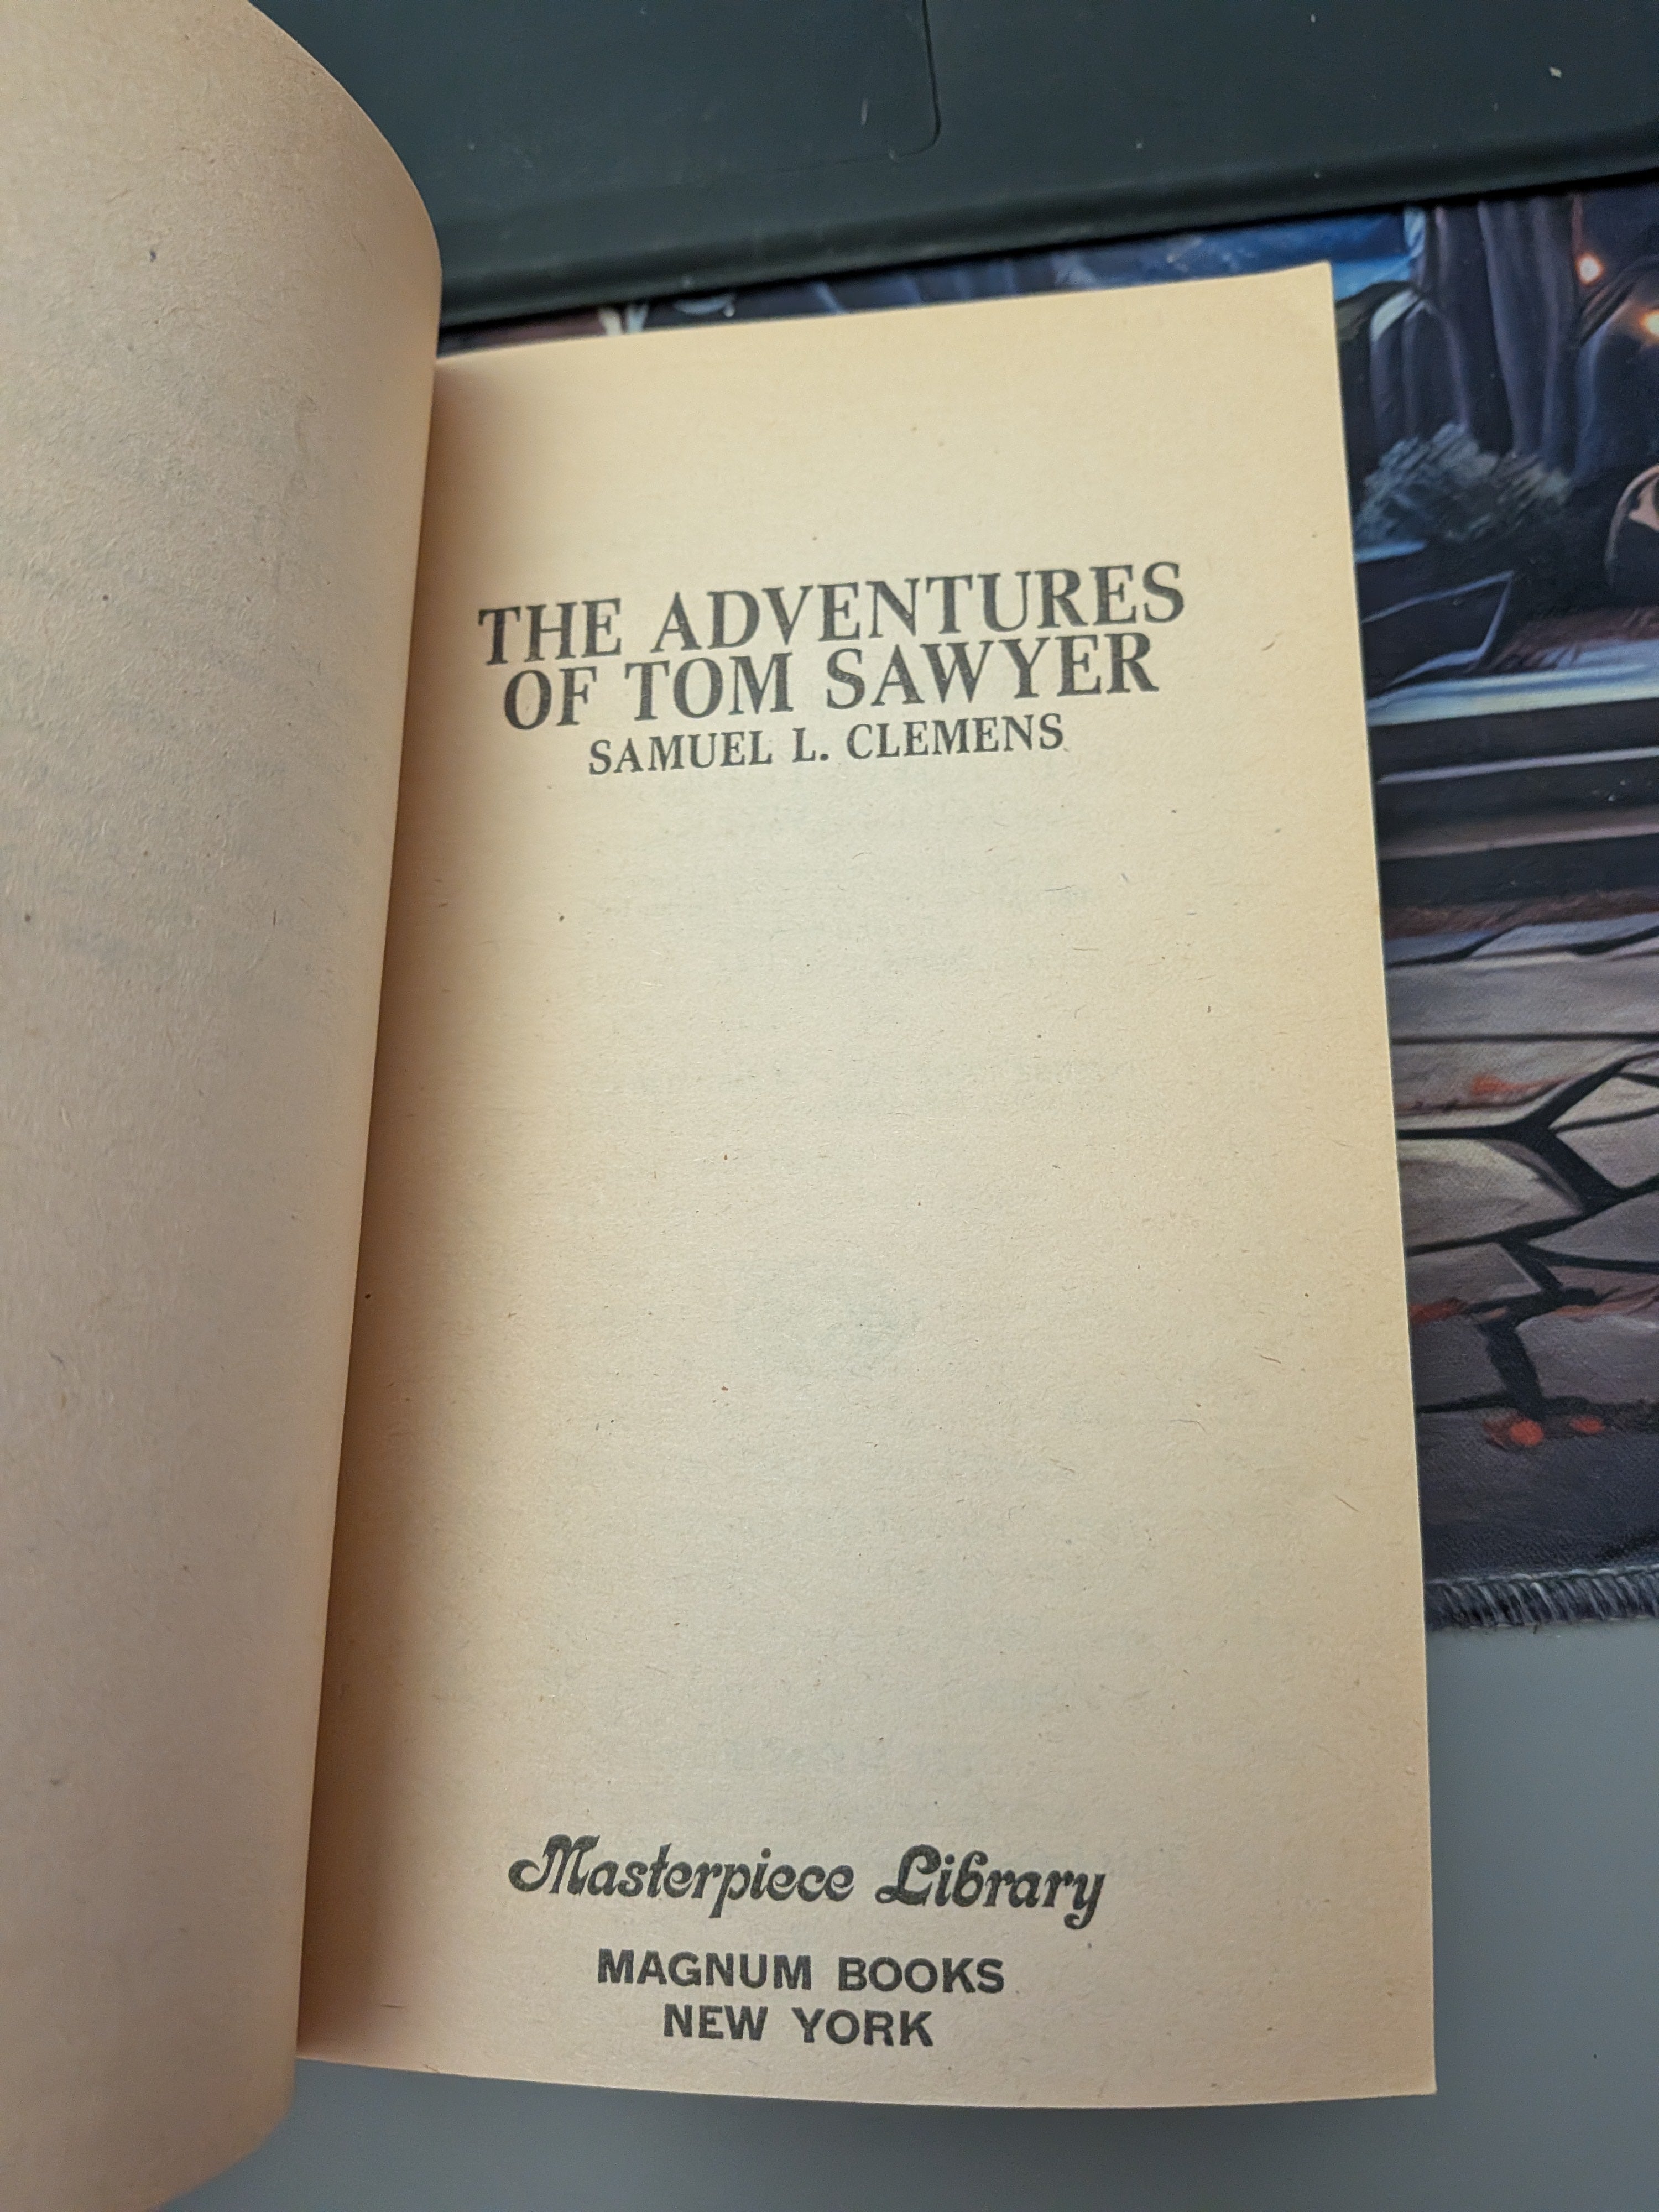 THE ADVENTURES
OF TOM SAWYER
SAMUEL L. CLEMENS
Masterpiece Library
MAGNUM BOOKS
NEW YORK